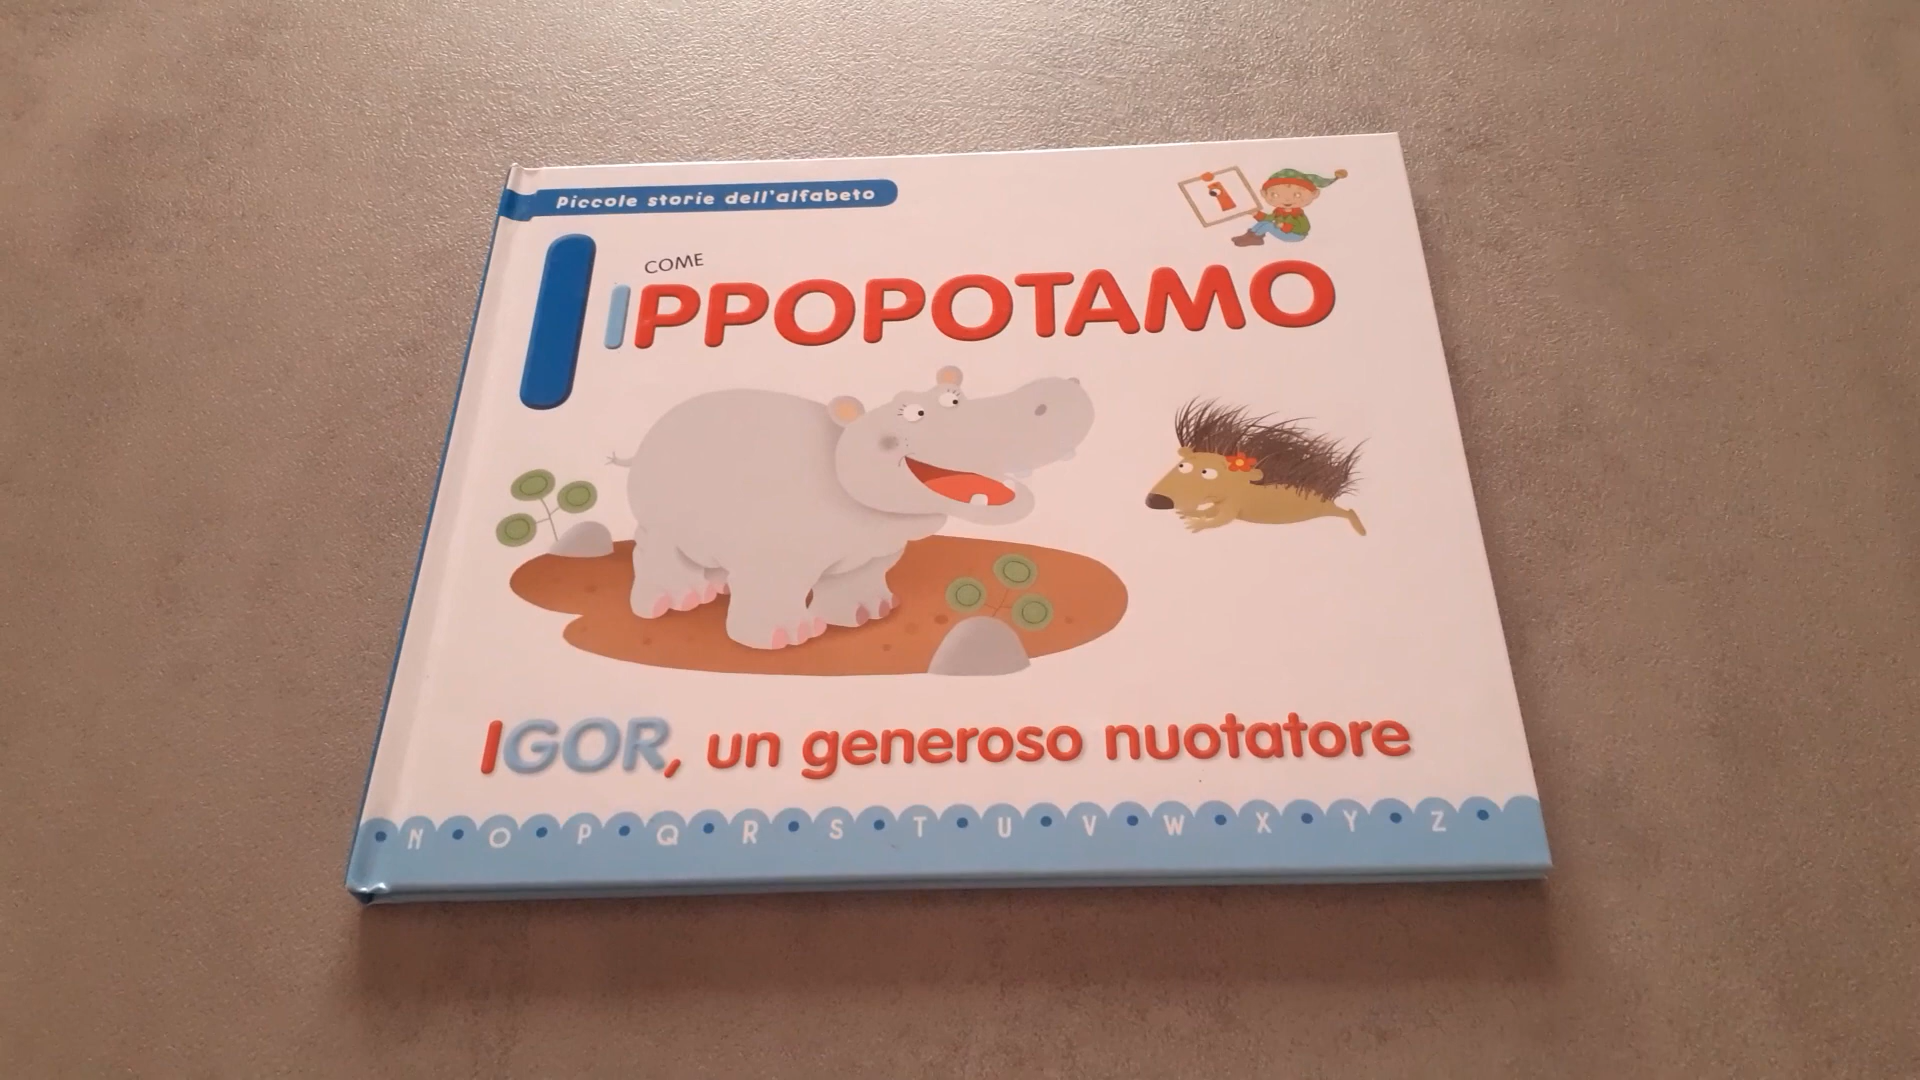 Piccole storie dell'alfabeto
i
I COME
IPPOPOTAMO
IGOR, un generoso nuotatore
N O P Q R S T U V W X Y Z